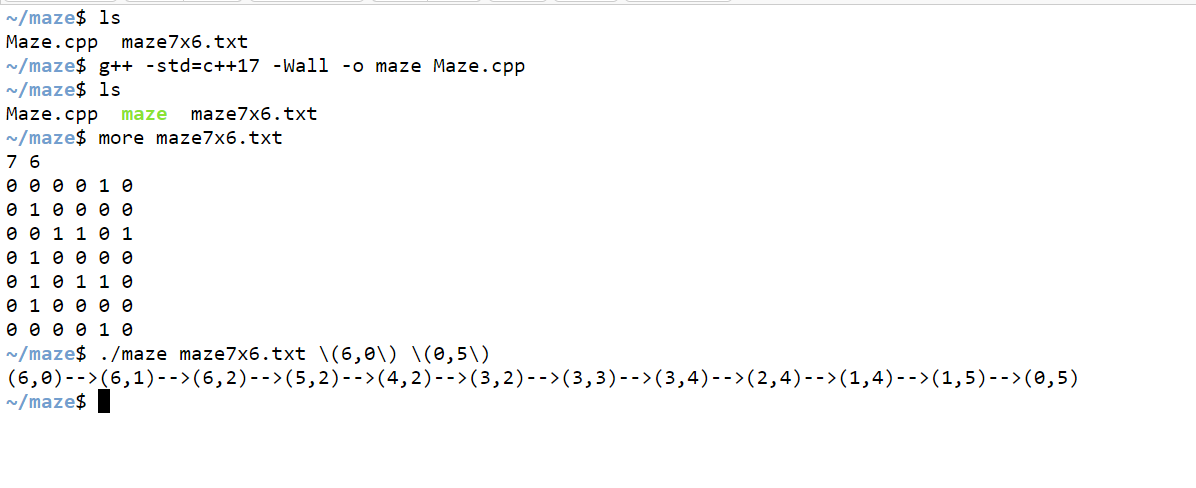 ~/maze$ ls
Maze.cpp  maze7x6.txt
~/maze$ g++ -std=c++17 -Wall -o maze Maze.cpp
~/maze$ ls
Maze.cpp  maze  maze7x6.txt
~/maze$ more maze7x6.txt
7 6
0 0 0 0 1 0
0 1 0 0 0 0
0 0 1 1 0 1
0 1 0 0 0 0
0 1 0 1 1 0
0 1 0 0 0 0
0 0 0 0 1 0
~/maze$ ./maze maze7x6.txt \(6,0\) \(0,5\)
(6,0)-->(6,1)-->(6,2)-->(5,2)-->(4,2)-->(3,2)-->(3,3)-->(3,4)-->(2,4)-->(1,4)-->(1,5)-->(0,5)
~/maze$